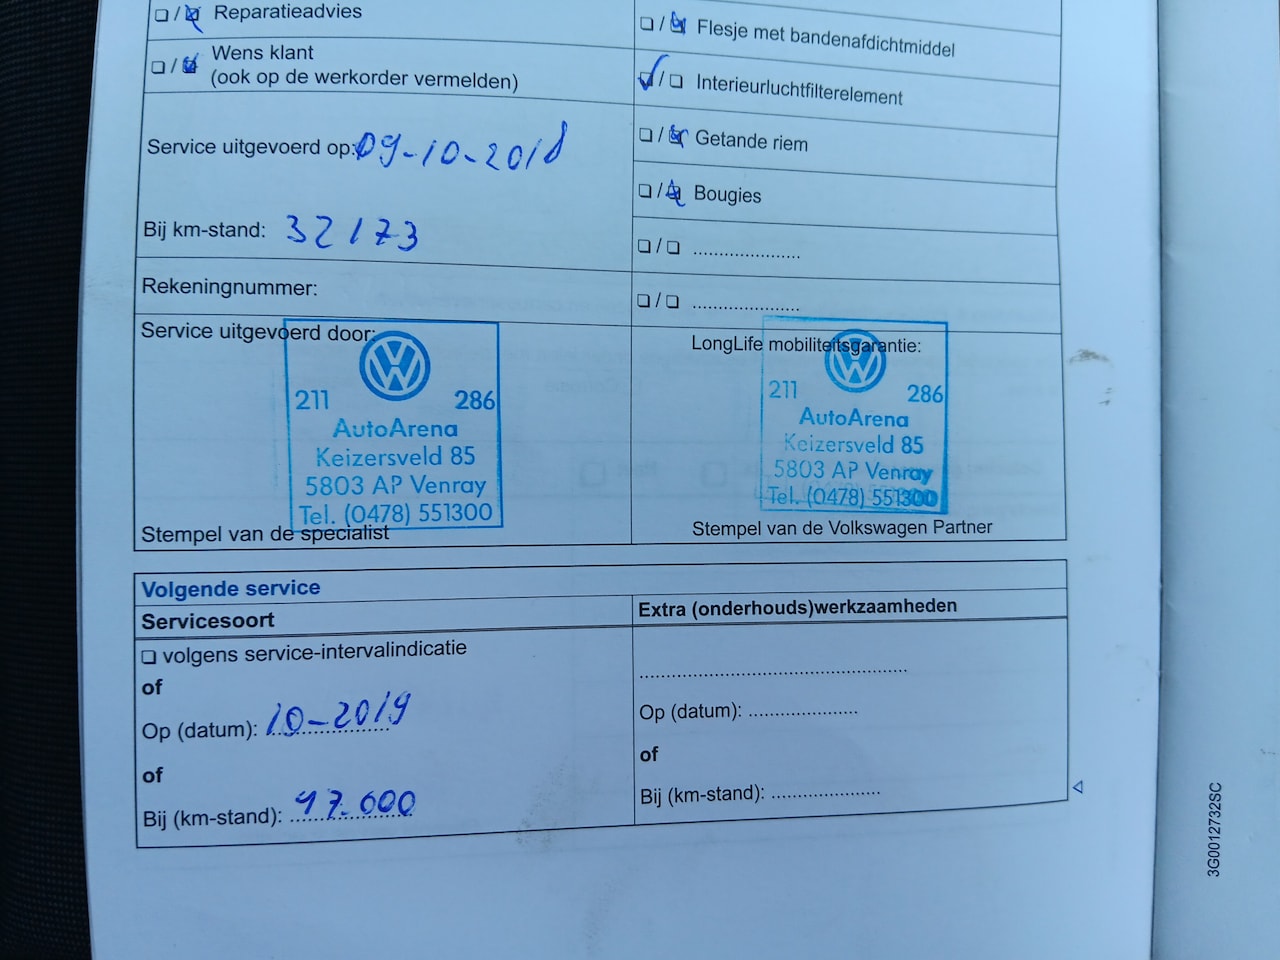 ❏ / ❏ Reparatieadvies
❏ / ❏ Wens klant
(ook op de werkorder vermelden)
Service uitgevoerd op: 09-10-2018
Bij km-stand: 32173
Rekeningnummer:
Service uitgevoerd door:
VW
211 286
AutoArena
Keizersveld 85
5803 AP Venray
Tel. (0478) 551300
Stempel van de specialist
❏ / ❏ Flesje met bandenafdichtmiddel
❏ / ❏ Interieurluchtfilterelement
❏ / ❏ Getande riem
❏ / ❏ Bougies
❏ / ❏ .....................
❏ / ❏ .....................
LongLife mobiliteitsgarantie:
VW
211 286
AutoArena
Keizersveld 85
5803 AP Venray
Tel. (0478) 551300
Stempel van de Volkswagen Partner
Volgende service
Servicesoort
❏ volgens service-intervalindicatie
of
Op (datum): 10-2019
of
Bij (km-stand): 47.000
Extra (onderhouds)werkzaamheden
....................................................
Op (datum): .....................
of
Bij (km-stand): .....................
3G0012732SC